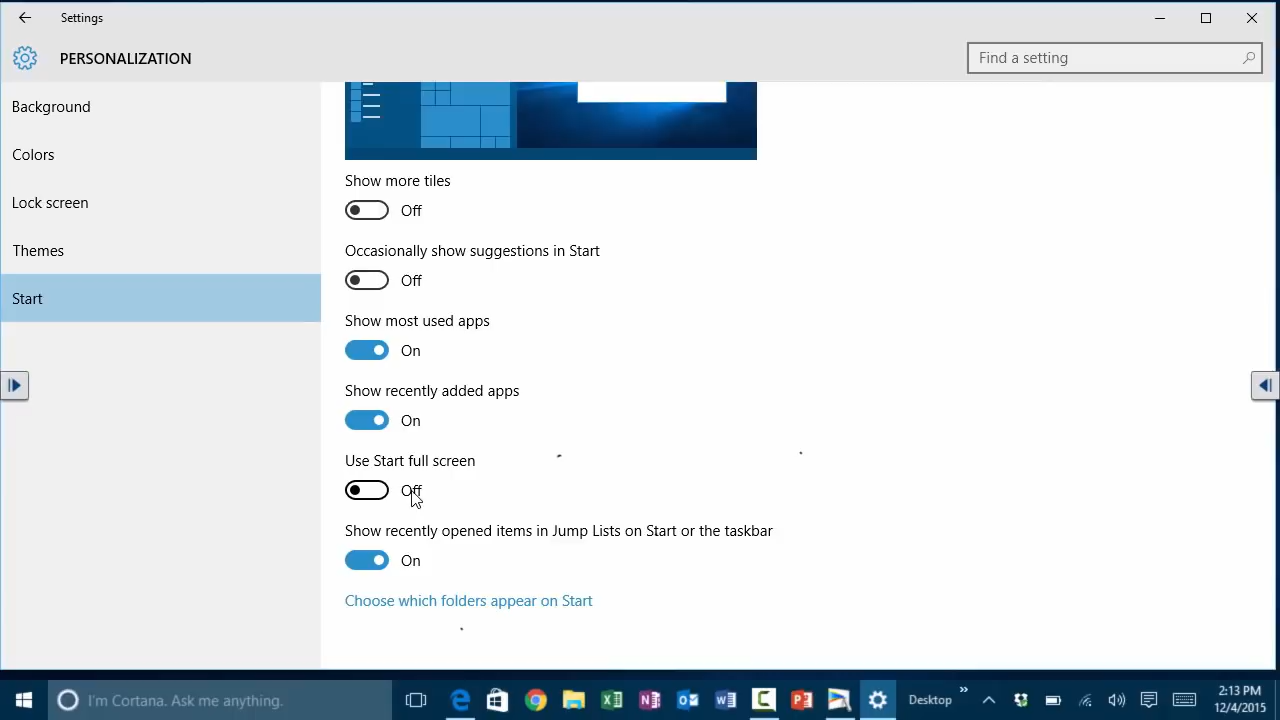 Settings
PERSONALIZATION
Find a setting
Background
Colors
Lock screen
Themes
Start
Show more tiles
Off
Occasionally show suggestions in Start
Off
Show most used apps
On
Show recently added apps
On
Use Start full screen
Off
Show recently opened items in Jump Lists on Start or the taskbar
On
Choose which folders appear on Start
I'm Cortana. Ask me anything.
Desktop
2:13 PM
12/4/2015